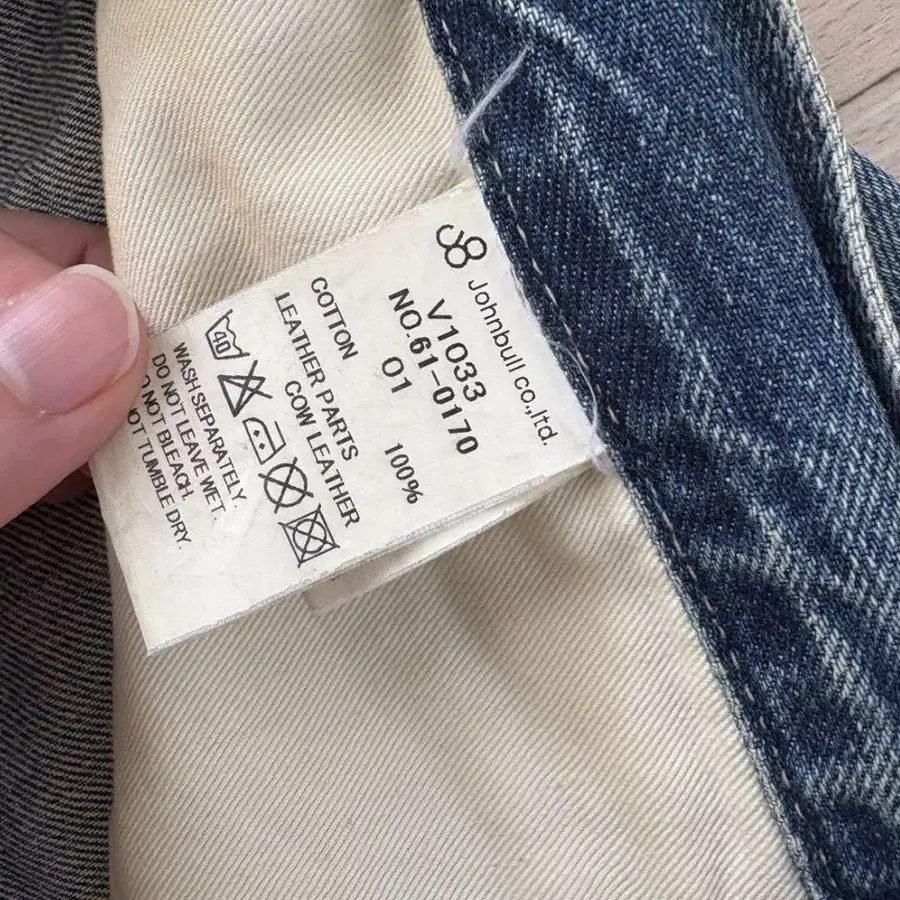 Johnbull co.,ltd.
V1033
NO.61-0170
01
COTTON 100%
LEATHER PARTS
COW LEATHER
40
WASH SEPARATELY.
DO NOT LEAVE WET.
NOT BLEACH.
NOT TUMBLE DRY.